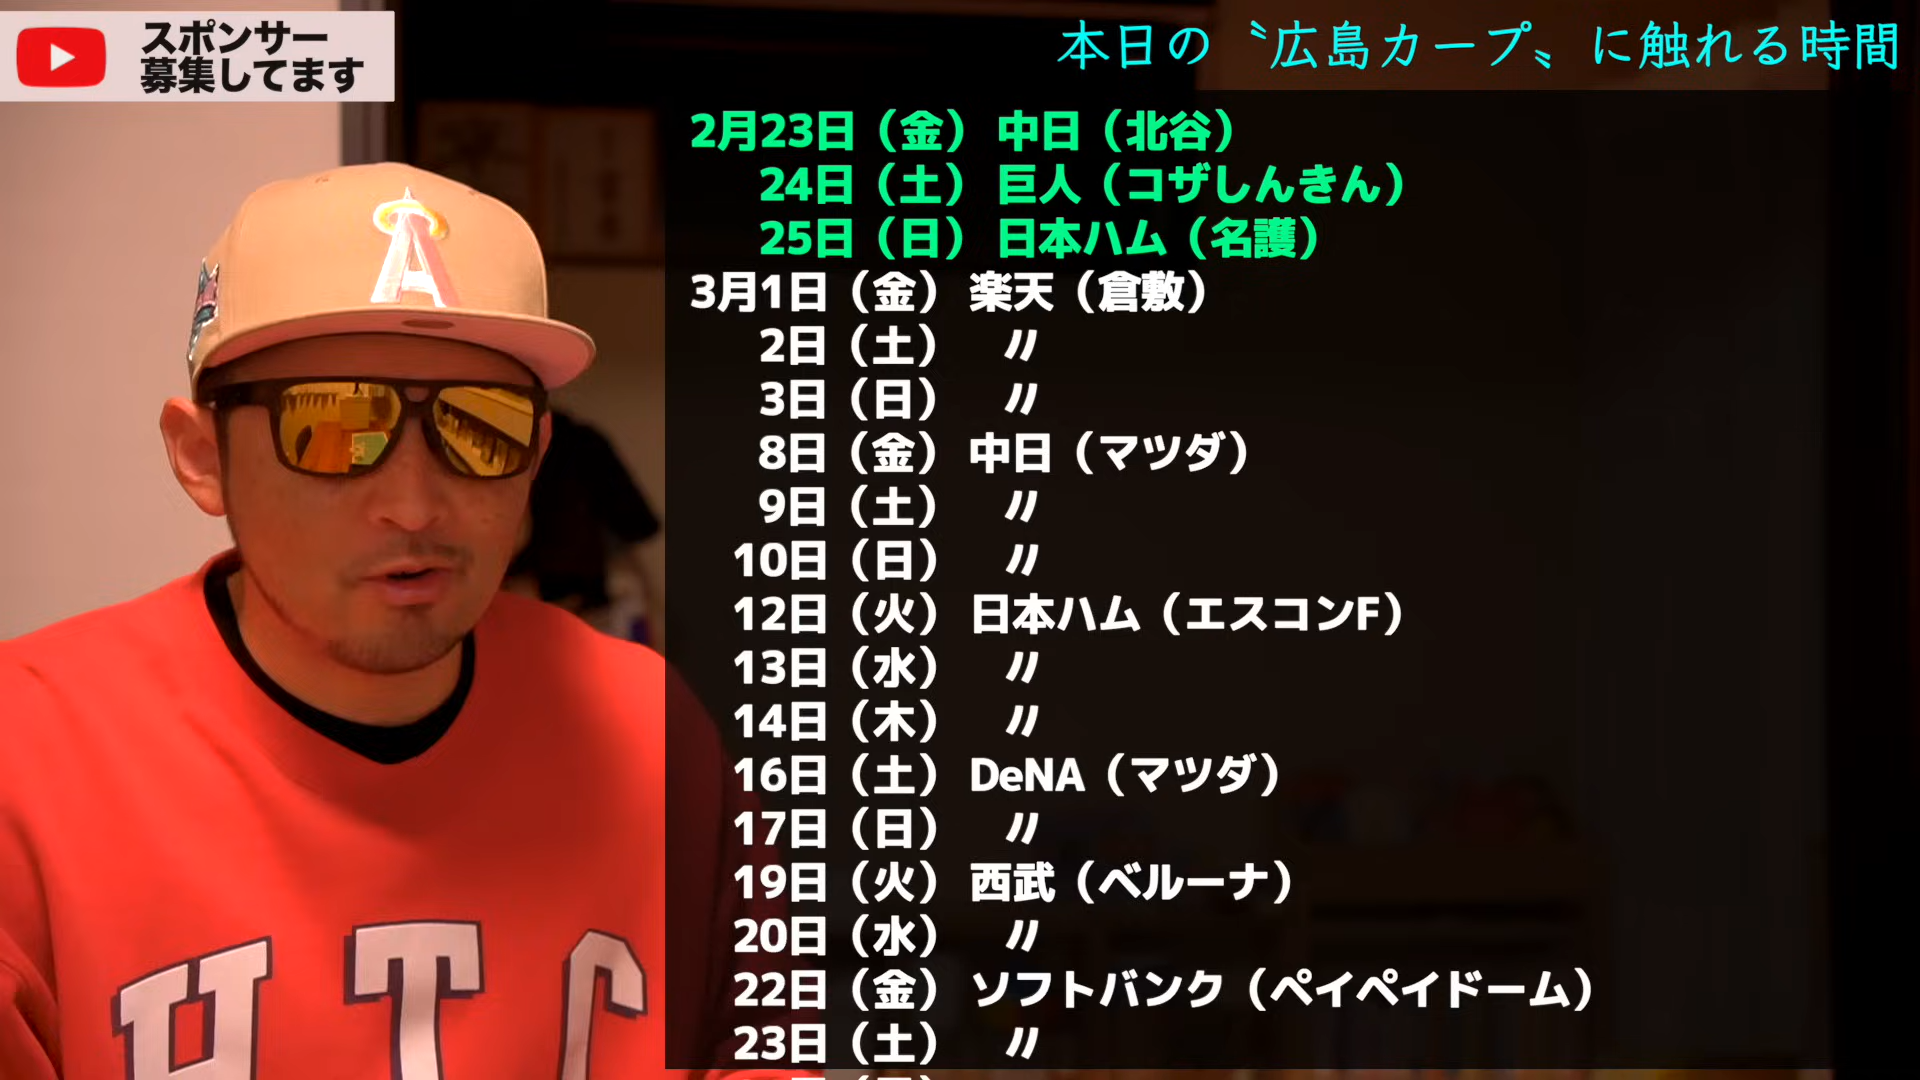 スポンサー
募集してます
本日の〝広島カープ〟に触れる時間
2月23日（金） 中日（北谷）
24日（土） 巨人（コザしんきん）
25日（日） 日本ハム（名護）
3月1日（金） 楽天（倉敷）
2日（土） 〃
3日（日） 〃
8日（金） 中日（マツダ）
9日（土） 〃
10日（日） 〃
12日（火） 日本ハム（エスコンF）
13日（水） 〃
14日（木） 〃
16日（土） DeNA（マツダ）
17日（日） 〃
19日（火） 西武（ベルーナ）
20日（水） 〃
22日（金） ソフトバンク（ペイペイドーム）
23日（土） 〃
A
HTC